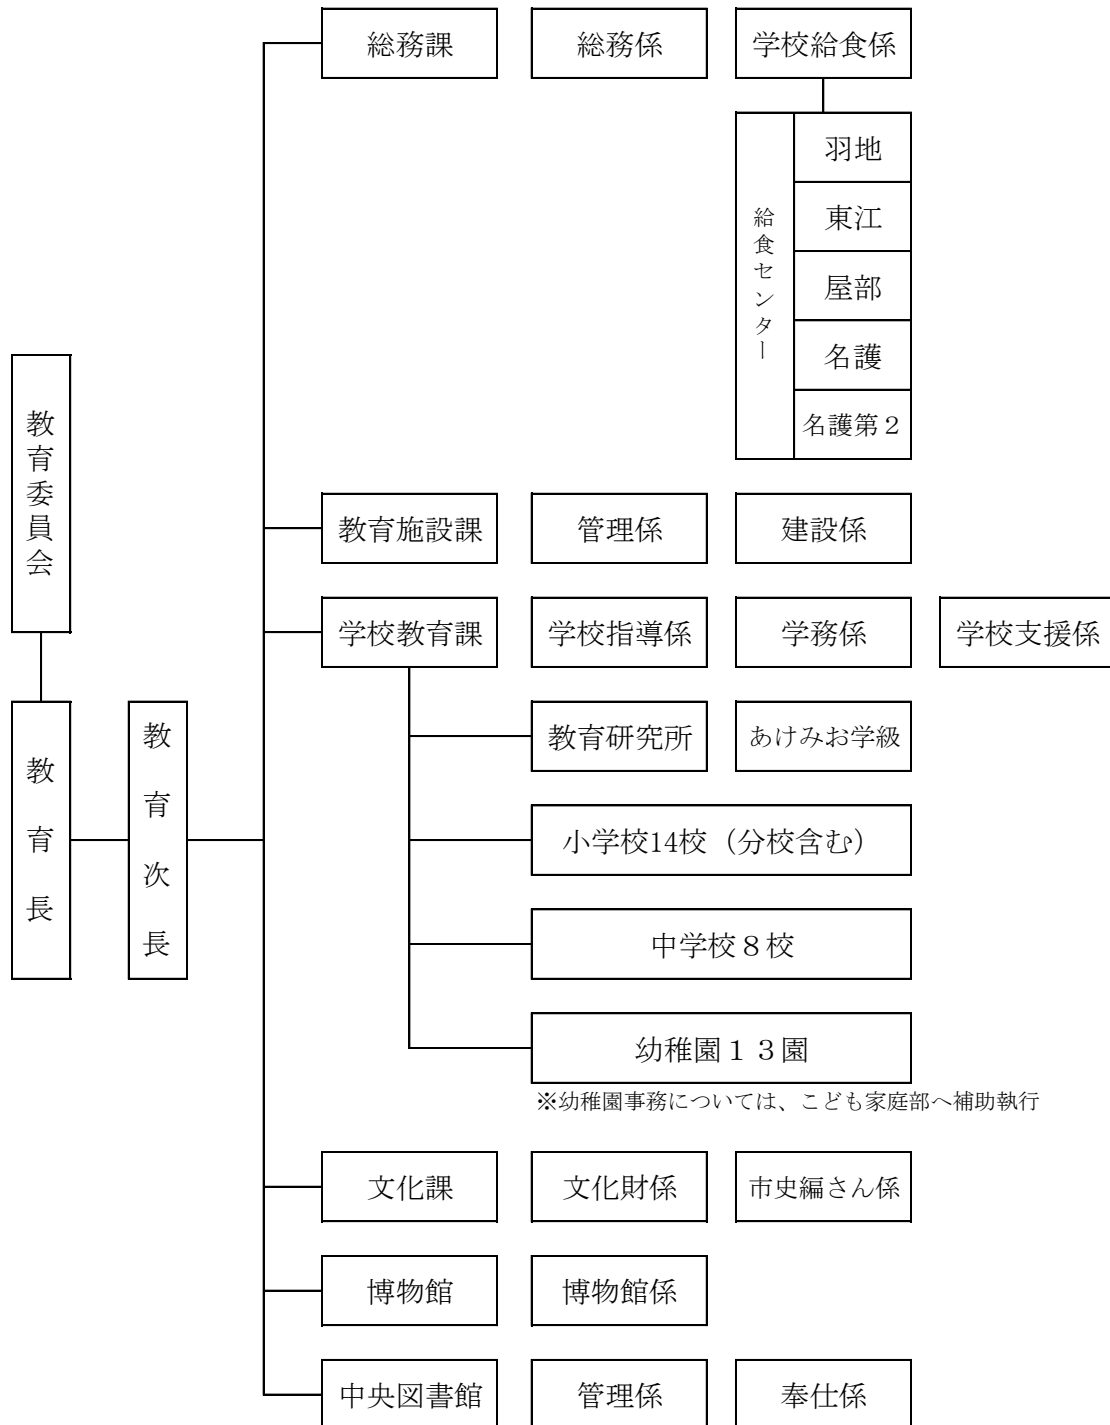 総務課
総務係
学校給食係
給食センター
羽地
東江
屋部
名護
名護第２
教育委員会
教育長
教育次長
教育施設課
管理係
建設係
学校教育課
学校指導係
学務係
学校支援係
教育研究所
あけみお学級
小学校14校（分校含む）
中学校８校
幼稚園１３園
※幼稚園事務については、こども家庭部へ補助執行
文化課
文化財係
市史編さん係
博物館
博物館係
中央図書館
管理係
奉仕係